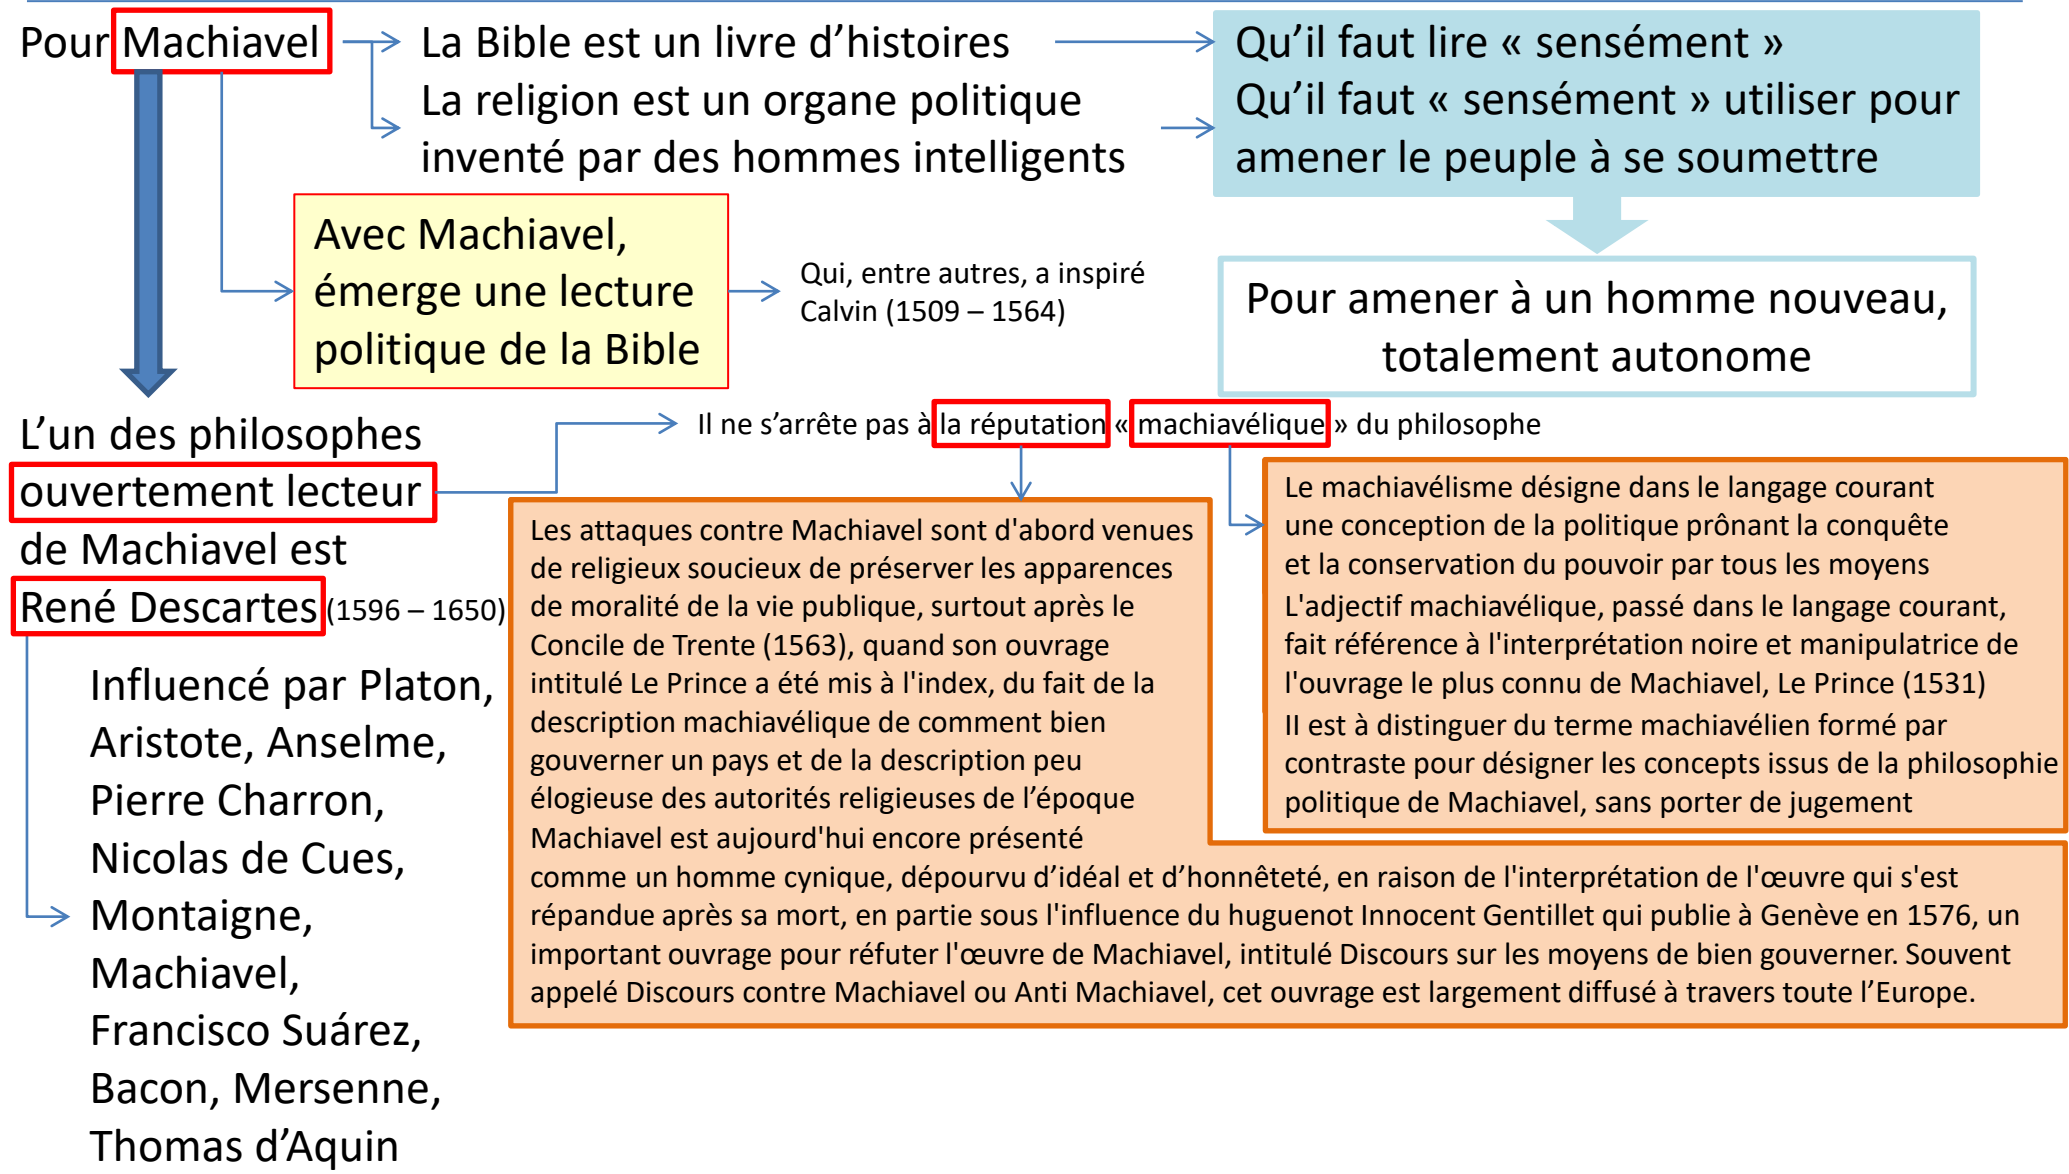 Pour Machiavel
La Bible est un livre d’histoires
La religion est un organe politique
inventé par des hommes intelligents
Qu’il faut lire « sensément »
Qu’il faut « sensément » utiliser pour
amener le peuple à se soumettre
Avec Machiavel,
émerge une lecture
politique de la Bible
Qui, entre autres, a inspiré
Calvin (1509 – 1564)
Pour amener à un homme nouveau,
totalement autonome
L’un des philosophes
ouvertement lecteur
de Machiavel est
René Descartes (1596 – 1650)
Il ne s’arrête pas à la réputation « machiavélique » du philosophe
Influencé par Platon,
Aristote, Anselme,
Pierre Charron,
Nicolas de Cues,
Montaigne,
Machiavel,
Francisco Suárez,
Bacon, Mersenne,
Thomas d’Aquin
Les attaques contre Machiavel sont d'abord venues
de religieux soucieux de préserver les apparences
de moralité de la vie publique, surtout après le
Concile de Trente (1563), quand son ouvrage
intitulé Le Prince a été mis à l'index, du fait de la
description machiavélique de comment bien
gouverner un pays et de la description peu
élogieuse des autorités religieuses de l’époque
Machiavel est aujourd'hui encore présenté
comme un homme cynique, dépourvu d’idéal et d’honnêteté, en raison de l'interprétation de l'œuvre qui s'est
répandue après sa mort, en partie sous l'influence du huguenot Innocent Gentillet qui publie à Genève en 1576, un
important ouvrage pour réfuter l'œuvre de Machiavel, intitulé Discours sur les moyens de bien gouverner. Souvent
appelé Discours contre Machiavel ou Anti Machiavel, cet ouvrage est largement diffusé à travers toute l’Europe.
Le machiavélisme désigne dans le langage courant
une conception de la politique prônant la conquête
et la conservation du pouvoir par tous les moyens
L'adjectif machiavélique, passé dans le langage courant,
fait référence à l'interprétation noire et manipulatrice de
l'ouvrage le plus connu de Machiavel, Le Prince (1531)
II est à distinguer du terme machiavélien formé par
contraste pour désigner les concepts issus de la philosophie
politique de Machiavel, sans porter de jugement